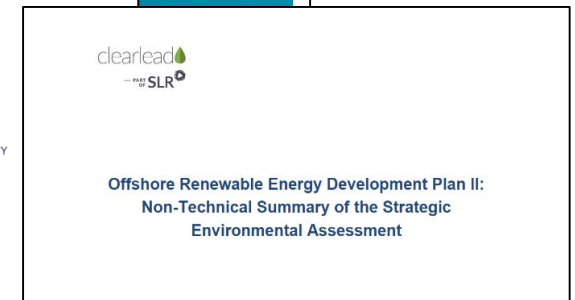 clearlead
— PART OF SLR
Y
Offshore Renewable Energy Development Plan II:
Non-Technical Summary of the Strategic
Environmental Assessment